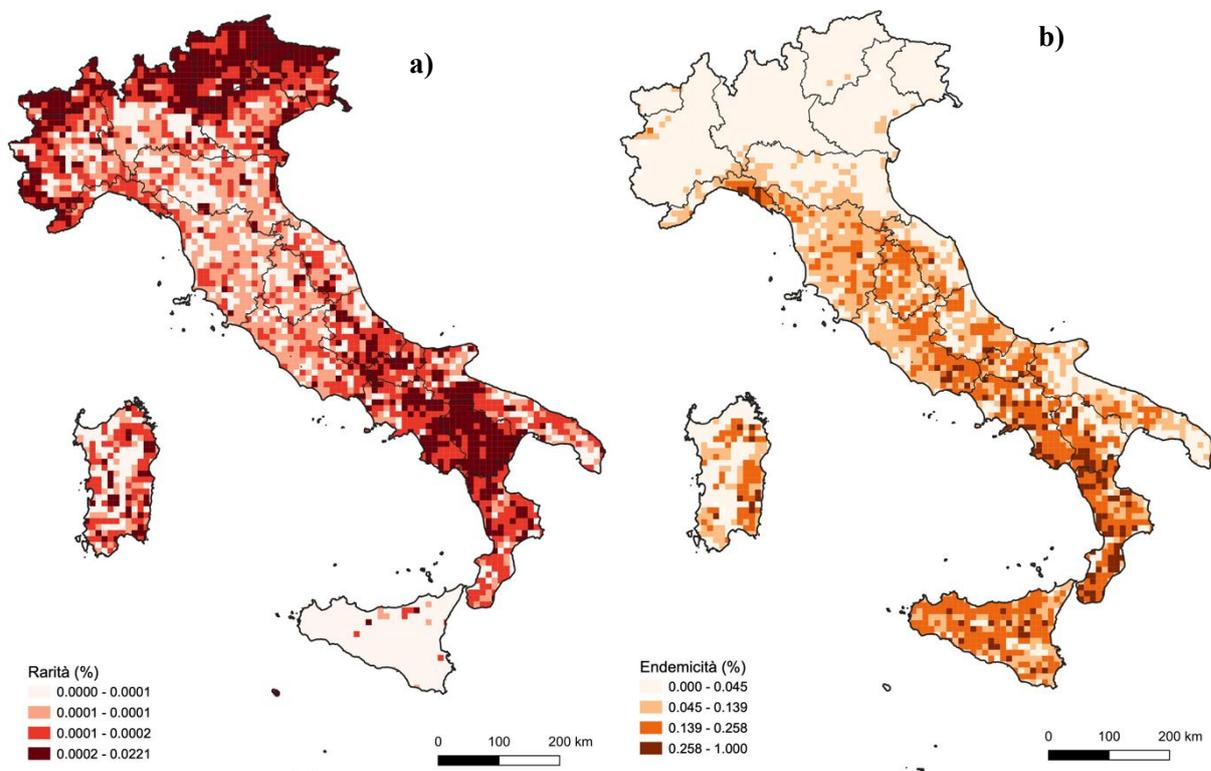 a)
b)
Rarità (%)
0.0000 - 0.0001
0.0001 - 0.0001
0.0001 - 0.0002
0.0002 - 0.0221
0 100 200 km
Endemicità (%)
0.000 - 0.045
0.045 - 0.139
0.139 - 0.258
0.258 - 1.000
0 100 200 km